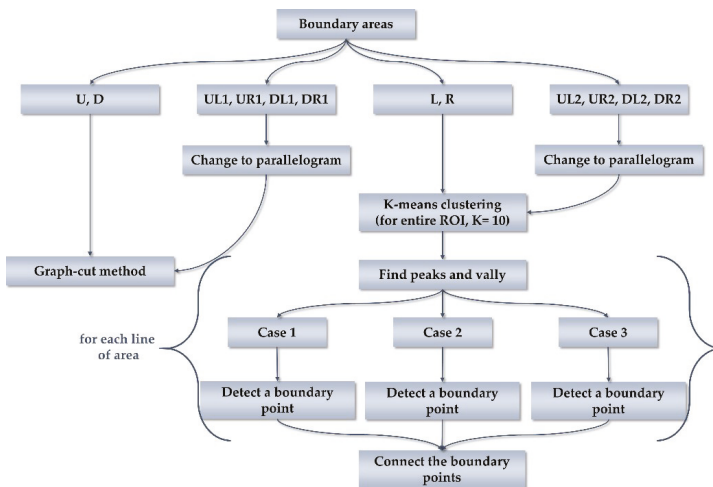 Boundary areas
U, D
UL1, UR1, DL1, DR1
L, R
UL2, UR2, DL2, DR2
Change to parallelogram
Change to parallelogram
K-means clustering
(for entire ROI, K= 10)
Graph-cut method
Find peaks and vally
for each line
of area
Case 1
Case 2
Case 3
Detect a boundary
point
Detect a boundary
point
Detect a boundary
point
Connect the boundary
points